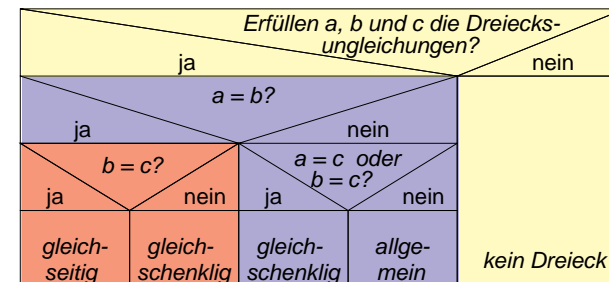 Erfüllen a, b und c die Dreiecks-
ungleichungen?
ja nein
a = b?
ja nein
b = c?
a = c oder
b = c?
ja nein ja nein
gleich-
seitig
gleich-
schenklig
gleich-
schenklig
allge-
mein
kein Dreieck